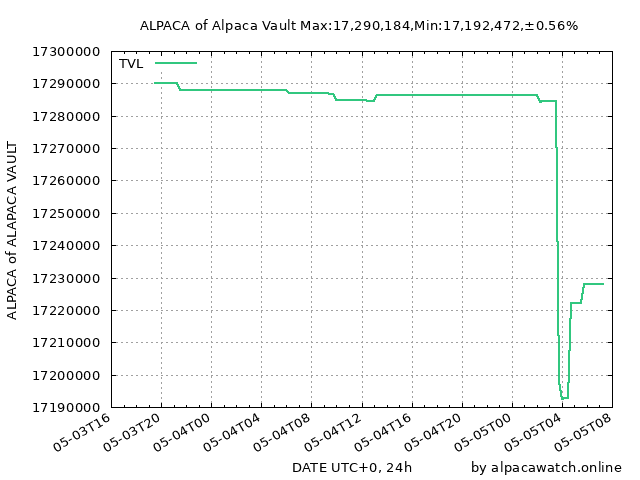 ALPACA of Alpaca Vault Max:17,290,184,Min:17,192,472,±0.56%
TVL
17300000
17290000
17280000
17270000
17260000
17250000
17240000
17230000
17220000
17210000
17200000
17190000
ALPACA of ALAPACA VAULT
05-03T16
05-03T20
05-04T00
05-04T04
05-04T08
05-04T12
05-04T16
05-04T20
05-05T00
05-05T04
05-05T08
DATE UTC+0, 24h
by alpacawatch.online